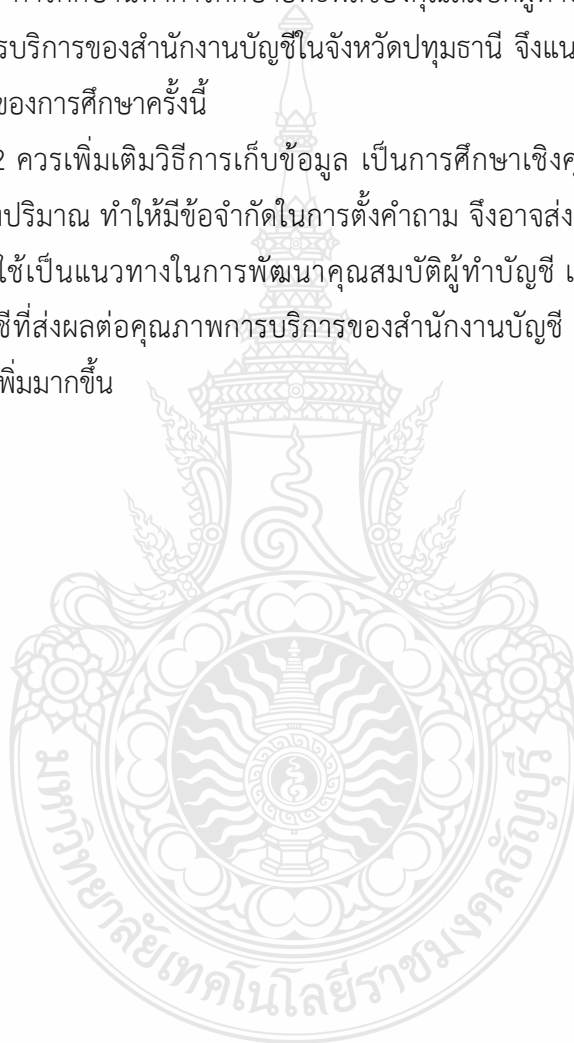 รบริการของสำนักงานบัญชีในจังหวัดปทุมธานี จึงแน
ของการศึกษาครั้งนี้
2 ควรเพิ่มเติมวิธีการเก็บข้อมูล เป็นการศึกษาเชิงคุ
ปริมาณ ทำให้มีข้อจำกัดในการตั้งคำถาม จึงอาจส่ง
ใช้เป็นแนวทางในการพัฒนาคุณสมบัติผู้ทำบัญชี เ
ชีที่ส่งผลต่อคุณภาพการบริการของสำนักงานบัญชี
พิ่มมากขึ้น
มหาวิทยาลัยเทคโนโลยีราชมงคลธัญบุรี